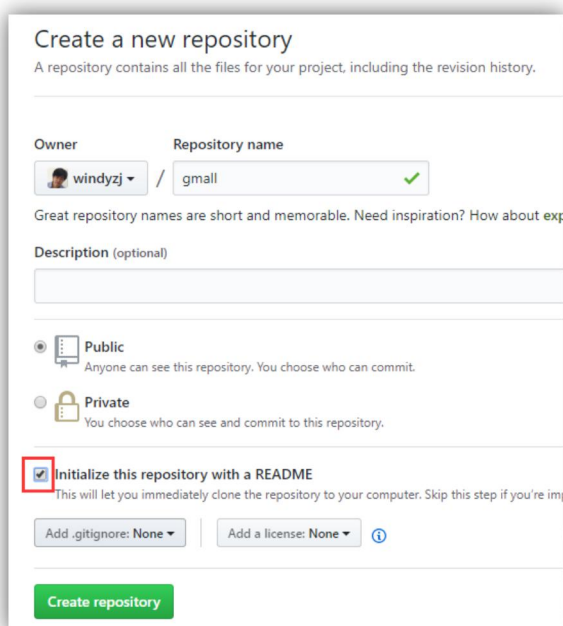 Create a new repository
A repository contains all the files for your project, including the revision history.
Owner Repository name
windyzj / gmall
Great repository names are short and memorable. Need inspiration? How about
Description (optional)
Public
Anyone can see this repository. You choose who can commit.
Private
You choose who can see and commit to this repository.
Initialize this repository with a README
This will let you immediately clone the repository to your computer. Skip this step if you're
Add .gitignore: None Add a license: None
Create repository